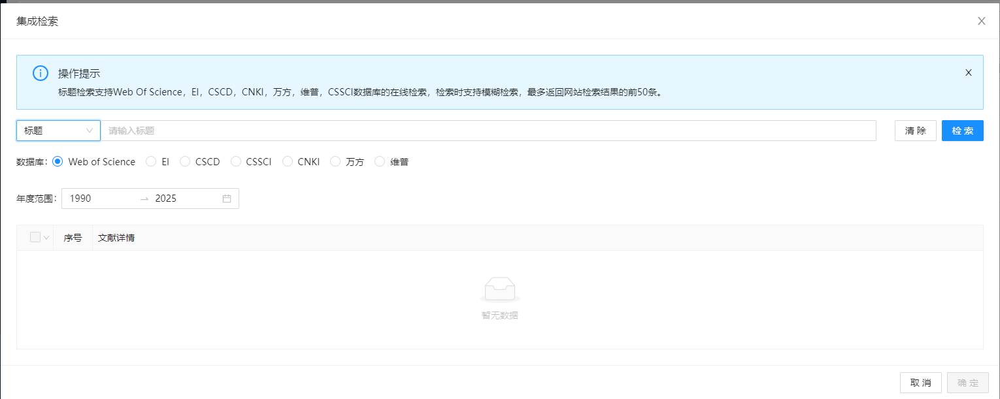 集成检索
操作提示
标题检索支持Web Of Science，EI，CSCD，CNKI，万方，维普，CSSCI数据库的在线检索，检索时支持模糊检索，最多返回网站检索结果的前50条。
标题 请输入标题 清 除 检 索
数据库： Web of Science EI CSCD CSSCI CNKI 万方 维普
年度范围： 1990 → 2025
序号 文献详情
暂无数据
取 消 确 定